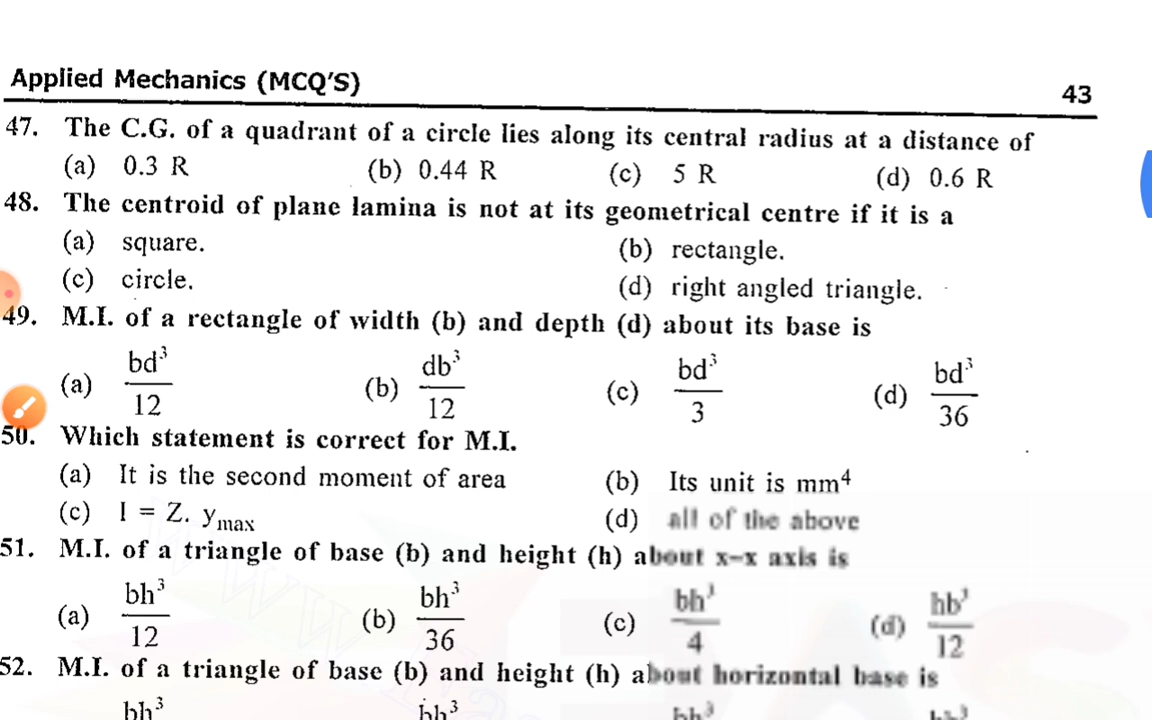 Applied Mechanics (MCQ'S)
43
47. The C.G. of a quadrant of a circle lies along its central radius at a distance of
(a) 0.3 R (b) 0.44 R (c) 5 R (d) 0.6 R
48. The centroid of plane lamina is not at its geometrical centre if it is a
(a) square. (b) rectangle.
(c) circle. (d) right angled triangle.
49. M.I. of a rectangle of width (b) and depth (d) about its base is
(a) bd³/12 (b) db³/12 (c) bd³/3 (d) bd³/36
50. Which statement is correct for M.I.
(a) It is the second moment of area (b) Its unit is mm⁴
(c) I = Z. ymax (d) all of the above
51. M.I. of a triangle of base (b) and height (h) about x-x axis is
(a) bh³/12 (b) bh³/36 (c) bh³/4 (d) hb³/12
52. M.I. of a triangle of base (b) and height (h) about horizontal base is
bh³ bh³ bh³